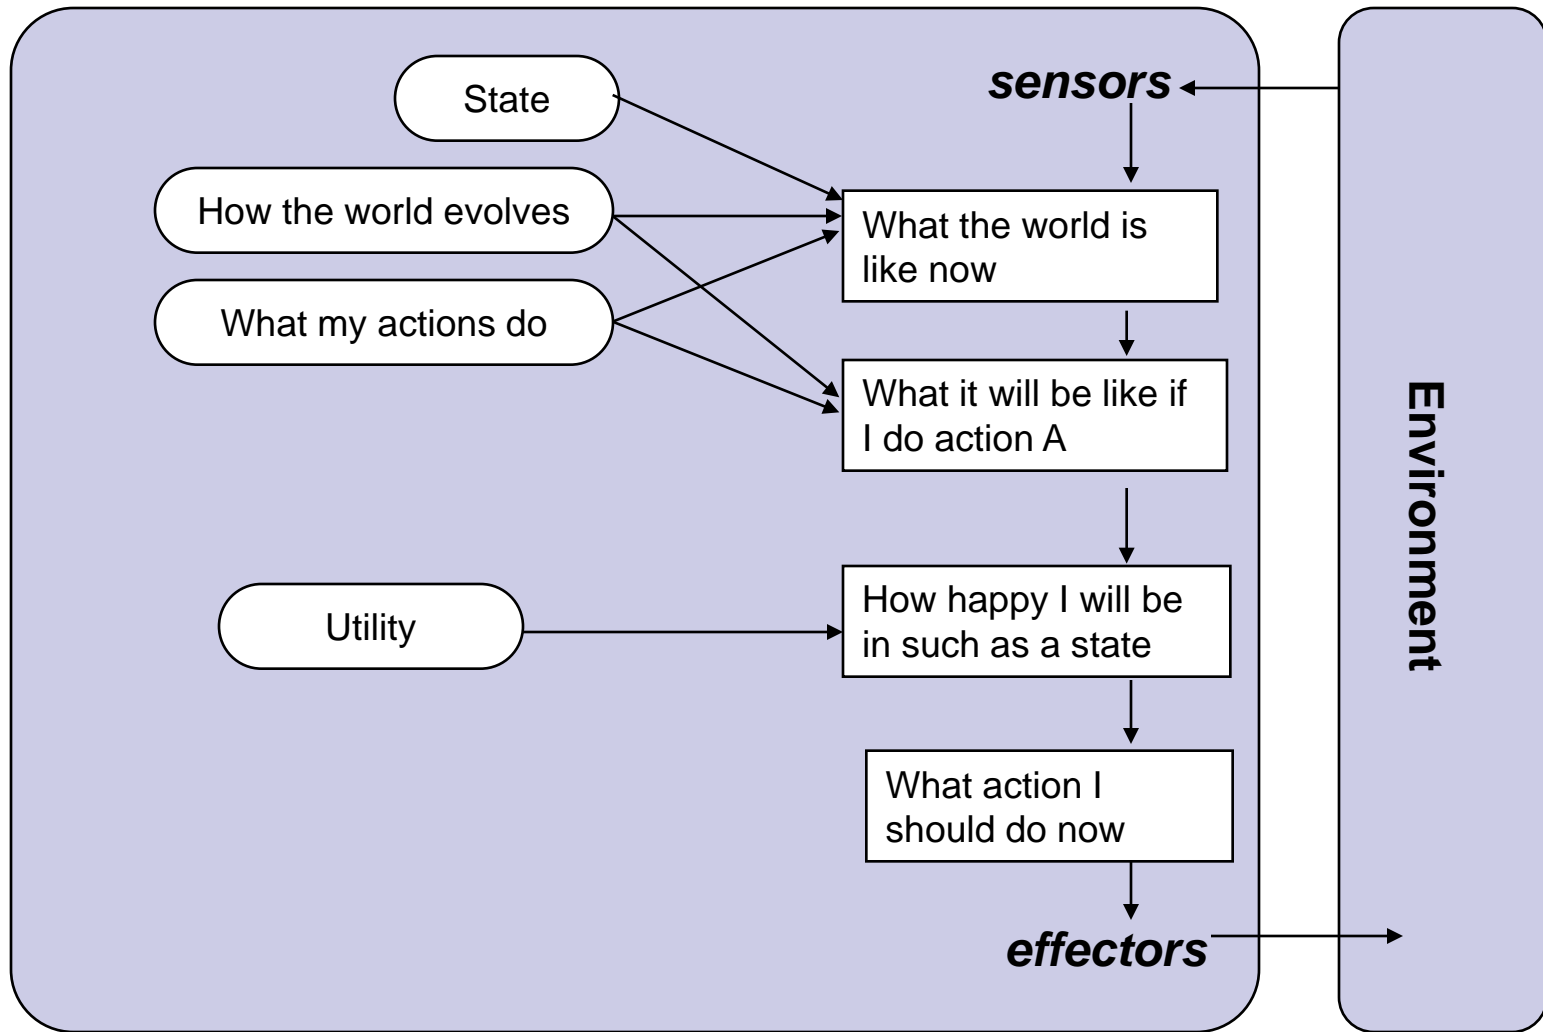 State
sensors
How the world evolves
What the world is
like now
What my actions do
What it will be like if
I do action A
Environment
Utility
How happy I will be
in such as a state
What action I
should do now
effectors